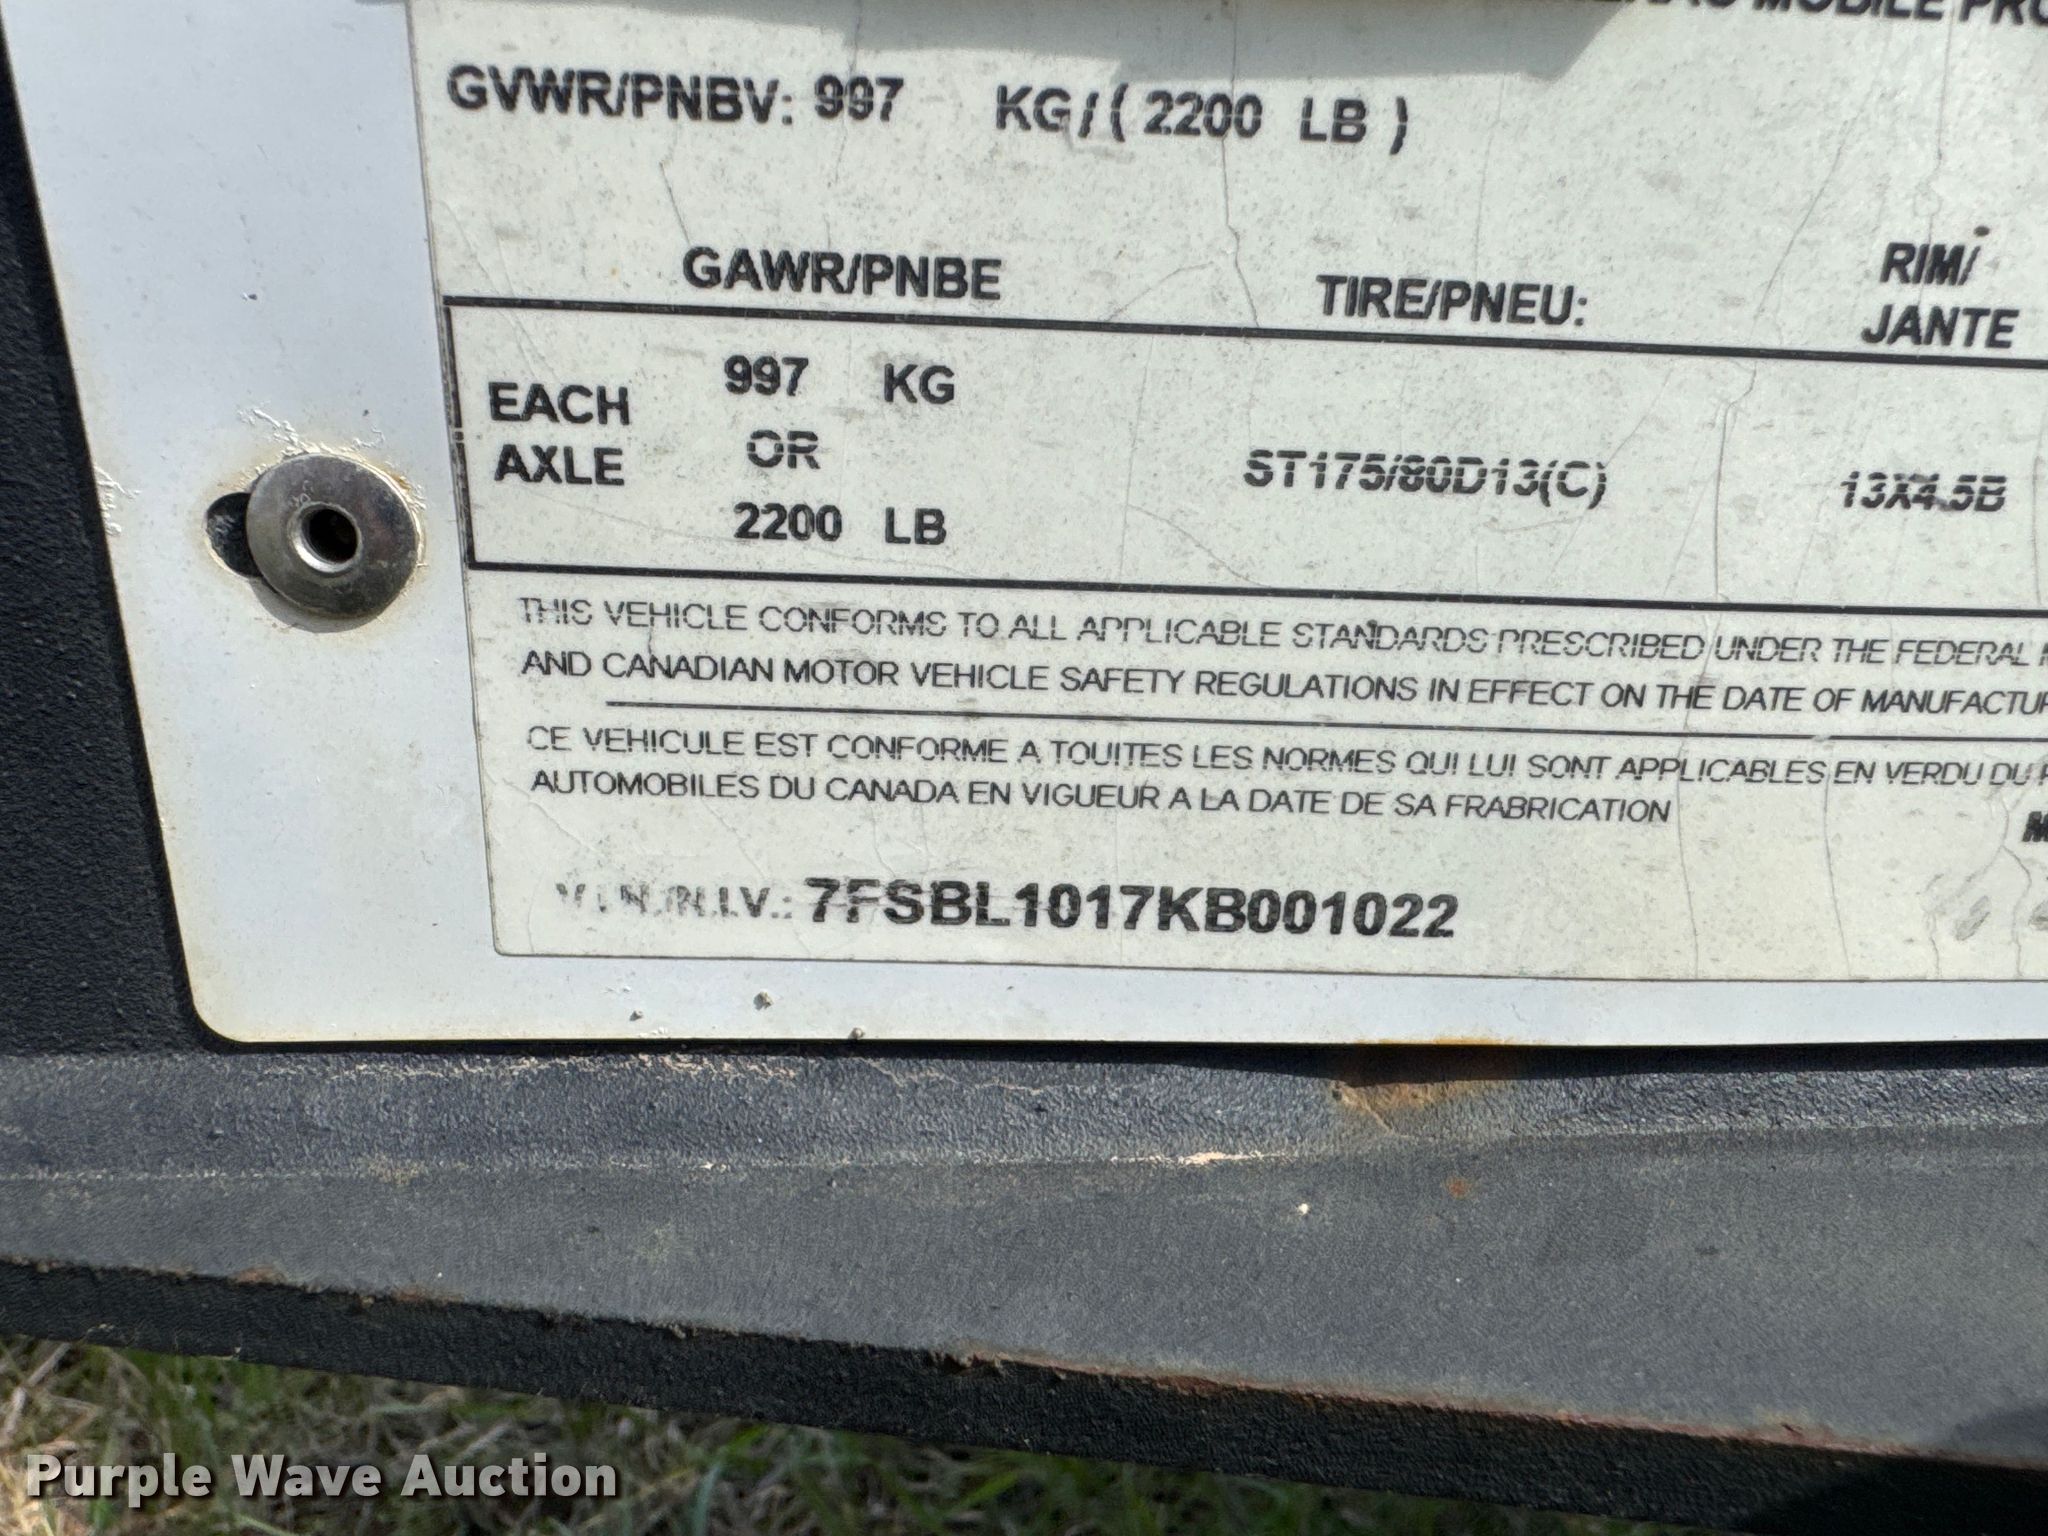 MOBILE
GVWR/PNBV: 997 KG/(2200 LB)
GAWR/PNBE TIRE/PNEU: RIM/
JANTE
EACH AXLE 997 KG OR 2200 LB ST175/80D13(C) 13X4.5B
THIS VEHICLE CONFORMS TO ALL APPLICABLE STANDARDS PRESCRIBED UNDER THE FEDERAL
AND CANADIAN MOTOR VEHICLE SAFETY REGULATIONS IN EFFECT ON THE DATE OF MANUFACTUR
CE VEHICULE EST CONFORME A TOUITES LES NORMES QUI LUI SONT APPLICABLES EN VERDU DU
AUTOMOBILES DU CANADA EN VIGUEUR A LA DATE DE SA FRABRICATION
V.I.N./N.I.V.: 7FSBL1017KB001022
Purple Wave Auction